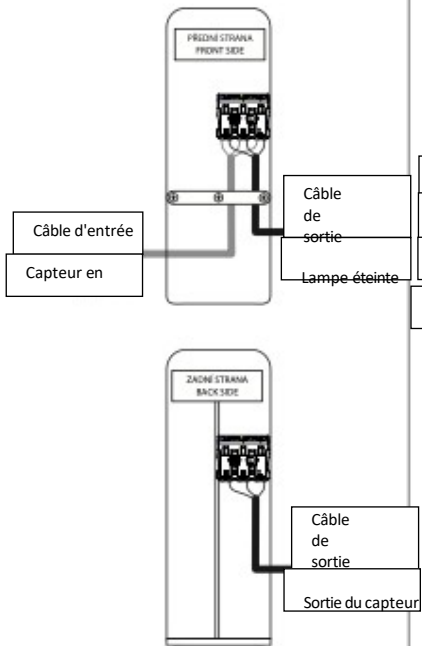 PŘEDNÍ STRANA
FRONT SIDE
Câble d'entrée
Capteur en
Câble
de
sortie
Lampe éteinte
ZADNÍ STRANA
BACK SIDE
Câble
de
sortie
Sortie du capteur